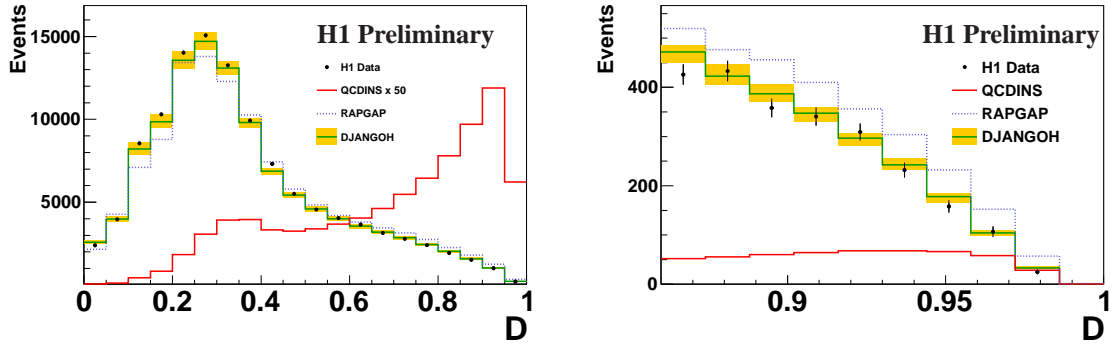 Events
H1 Preliminary
H1 Data
QCDINS x 50
RAPGAP
DJANGOH
15000
10000
5000
0 0.2 0.4 0.6 0.8 1
D
Events
H1 Preliminary
H1 Data
QCDINS
RAPGAP
DJANGOH
400
200
0
0.9 0.95 1
D